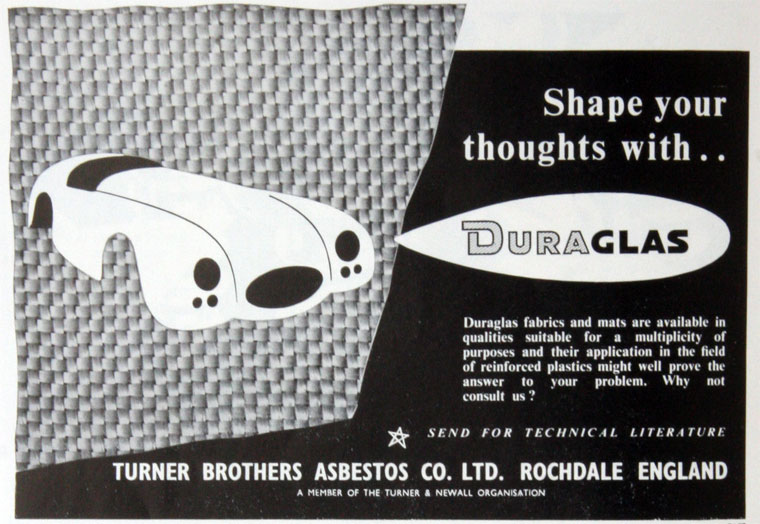 Shape your
thoughts with..
DURAGLAS
Duraglas fabrics and mats are available in
qualities suitable for a multiplicity of
purposes and their application in the field
of reinforced plastics might well prove the
answer to your problem. Why not
consult us ?
SEND FOR TECHNICAL LITERATURE
TURNER BROTHERS ASBESTOS CO. LTD. ROCHDALE ENGLAND
A MEMBER OF THE TURNER & NEWALL ORGANISATION